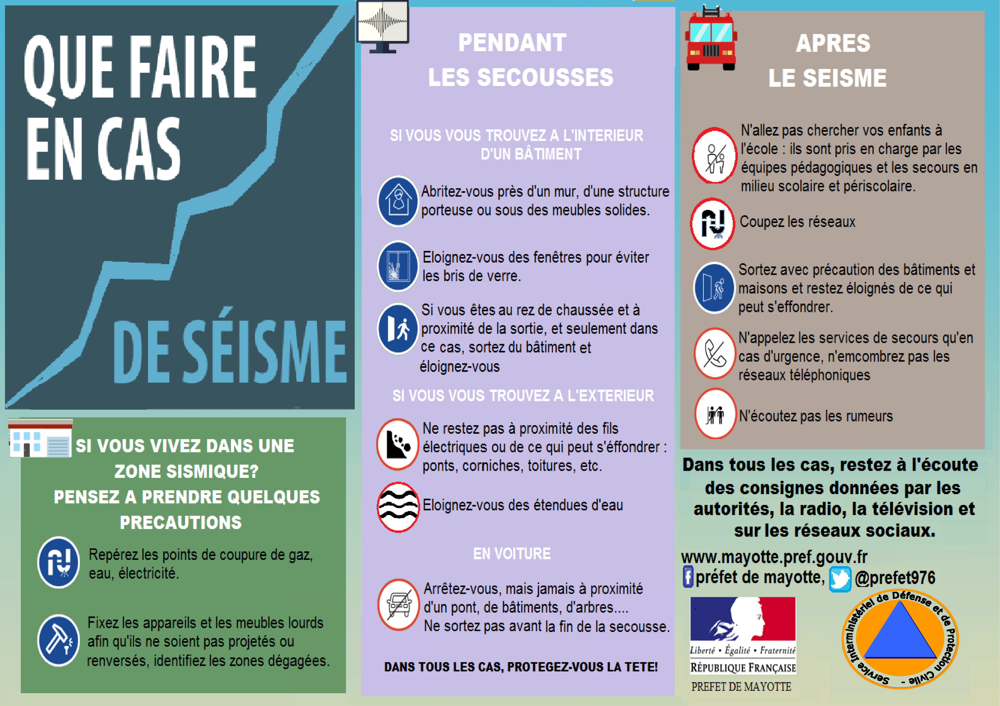 QUE FAIRE
EN CAS
DE SÉISME
SI VOUS VIVEZ DANS UNE
ZONE SISMIQUE?
PENSEZ A PRENDRE QUELQUES
PRECAUTIONS
Repérez les points de coupure de gaz,
eau, électricité.
Fixez les appareils et les meubles lourds
afin qu'ils ne soient pas projetés ou
renversés, identifiez les zones dégagées.
PENDANT
LES SECOUSSES
SI VOUS VOUS TROUVEZ A L'INTERIEUR
D'UN BÂTIMENT
Abritez-vous près d'un mur, d'une structure
porteuse ou sous des meubles solides.
Eloignez-vous des fenêtres pour éviter
les bris de verre.
Si vous êtes au rez de chaussée et à
proximité de la sortie, et seulement dans
ce cas, sortez du bâtiment et
éloignez-vous
SI VOUS VOUS TROUVEZ A L'EXTERIEUR
Ne restez pas à proximité des fils
électriques ou de ce qui peut s'éffondrer :
ponts, corniches, toitures, etc.
Eloignez-vous des étendues d'eau
EN VOITURE
Arrêtez-vous, mais jamais à proximité
d'un pont, de bâtiments, d'arbres....
Ne sortez pas avant la fin de la secousse.
DANS TOUS LES CAS, PROTEGEZ-VOUS LA TETE!
APRES
LE SEISME
N'allez pas chercher vos enfants à
l'école : ils sont pris en charge par les
équipes pédagogiques et les secours en
milieu scolaire et périscolaire.
Coupez les réseaux
Sortez avec précaution des bâtiments et
maisons et restez éloignés de ce qui
peut s'effondrer.
N'appelez les services de secours qu'en
cas d'urgence, n'emcombrez pas les
réseaux téléphoniques
N'écoutez pas les rumeurs
Dans tous les cas, restez à l'écoute
des consignes données par les
autorités, la radio, la télévision et
sur les réseaux sociaux.
www.mayotte.pref.gouv.fr
f préfet de mayotte, @prefet976
Liberté • Égalité • Fraternité
RÉPUBLIQUE FRANÇAISE
PREFET DE MAYOTTE
Service Interministériel de Défense et de Protection Civile -